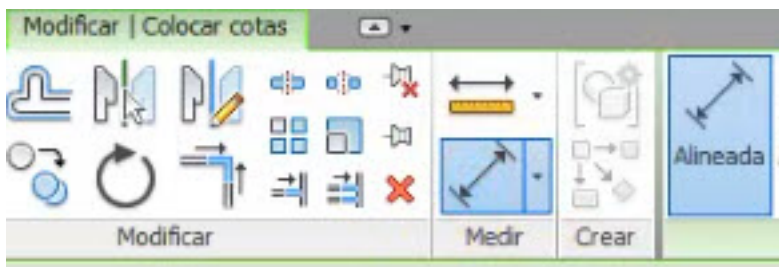 Modificar | Colocar cotas
Alineada
Modificar
Medir
Crear